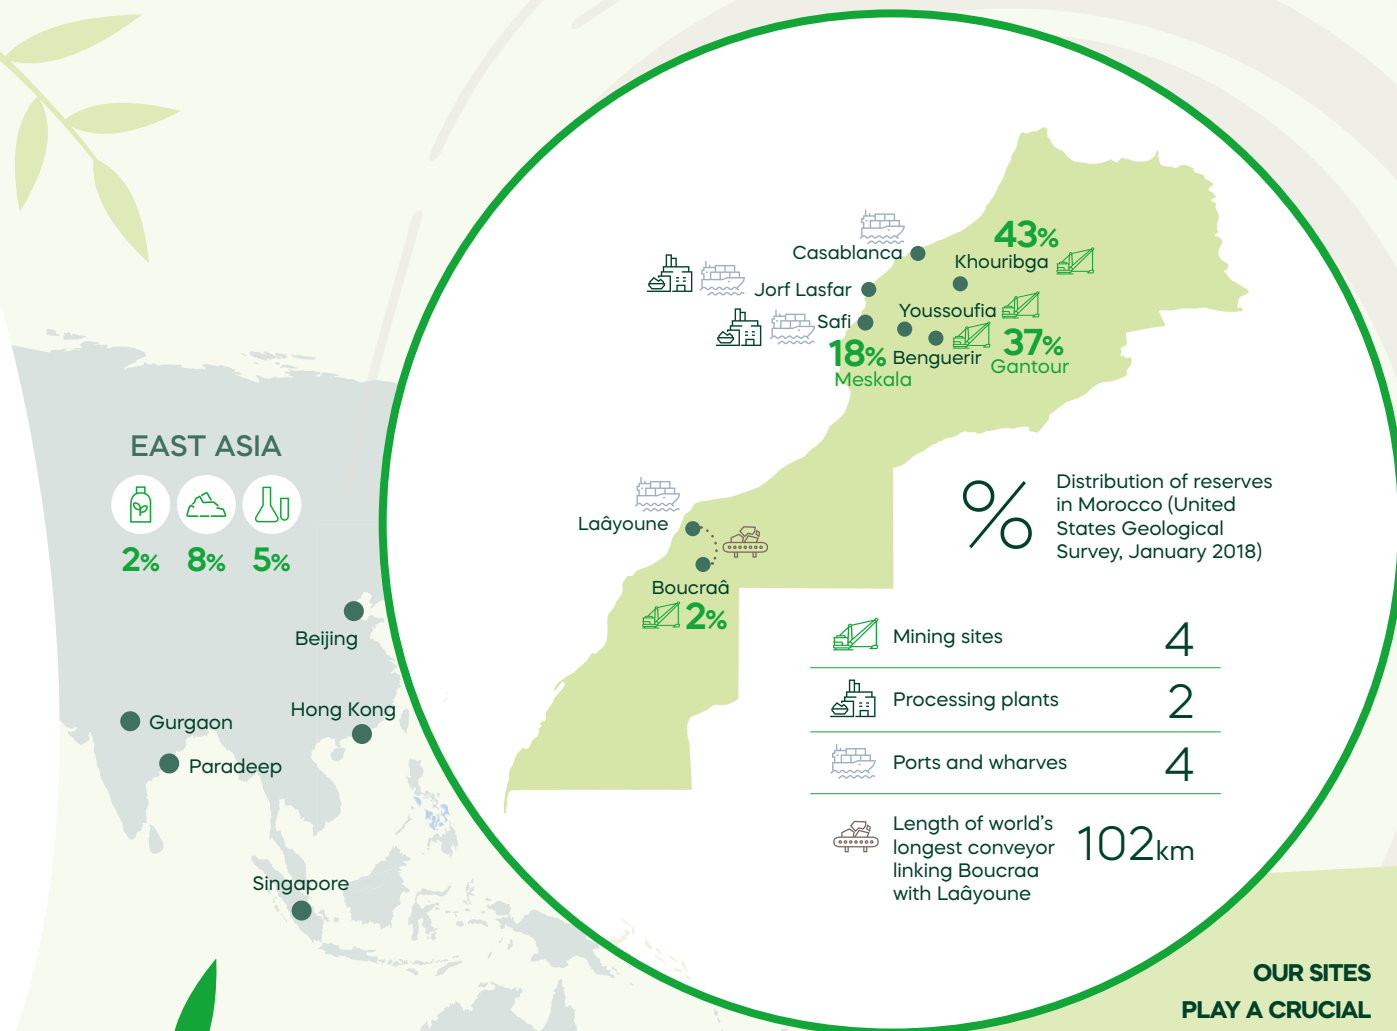 EAST ASIA
2% 8% 5%
Beijing
Hong Kong
Gurgaon
Paradeep
Singapore
Casablanca
43%
Khouribga
Jorf Lasfar
Youssoufia
Safi
18%
Meskala
Benguerir
37%
Gantour
Laâyoune
Boucraâ
2%
%
Distribution of reserves
in Morocco (United
States Geological
Survey, January 2018)
Mining sites 4
Processing plants 2
Ports and wharves 4
Length of world's
longest conveyor
linking Boucraa
with Laâyoune
102km
OUR SITES
PLAY A CRUCIAL